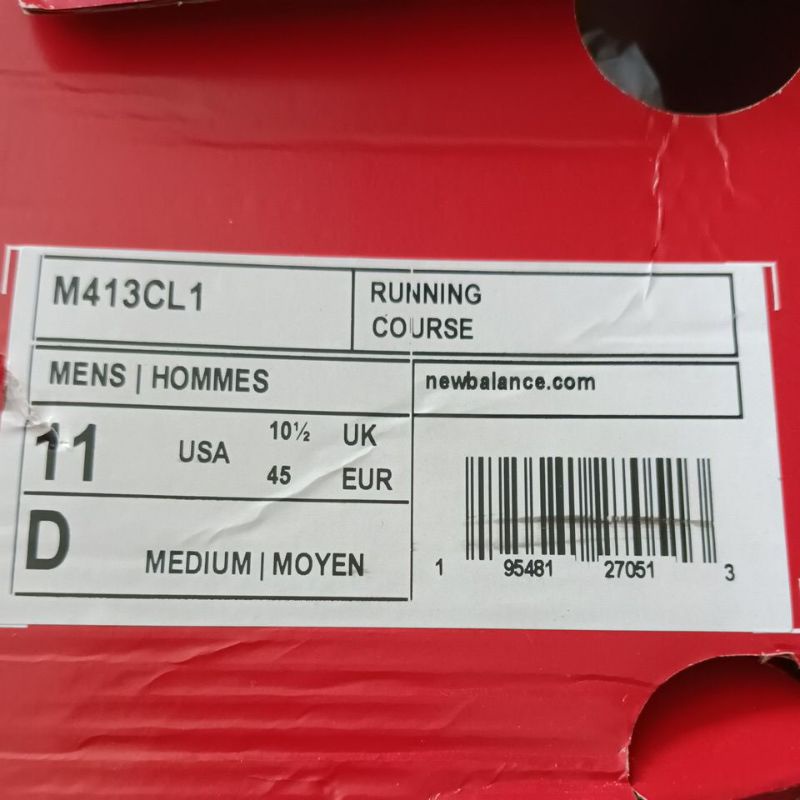 M413CL1
RUNNING
COURSE
MENS | HOMMES
newbalance.com
11 USA 10½ UK
45 EUR
D MEDIUM | MOYEN
1 95481 27051 3